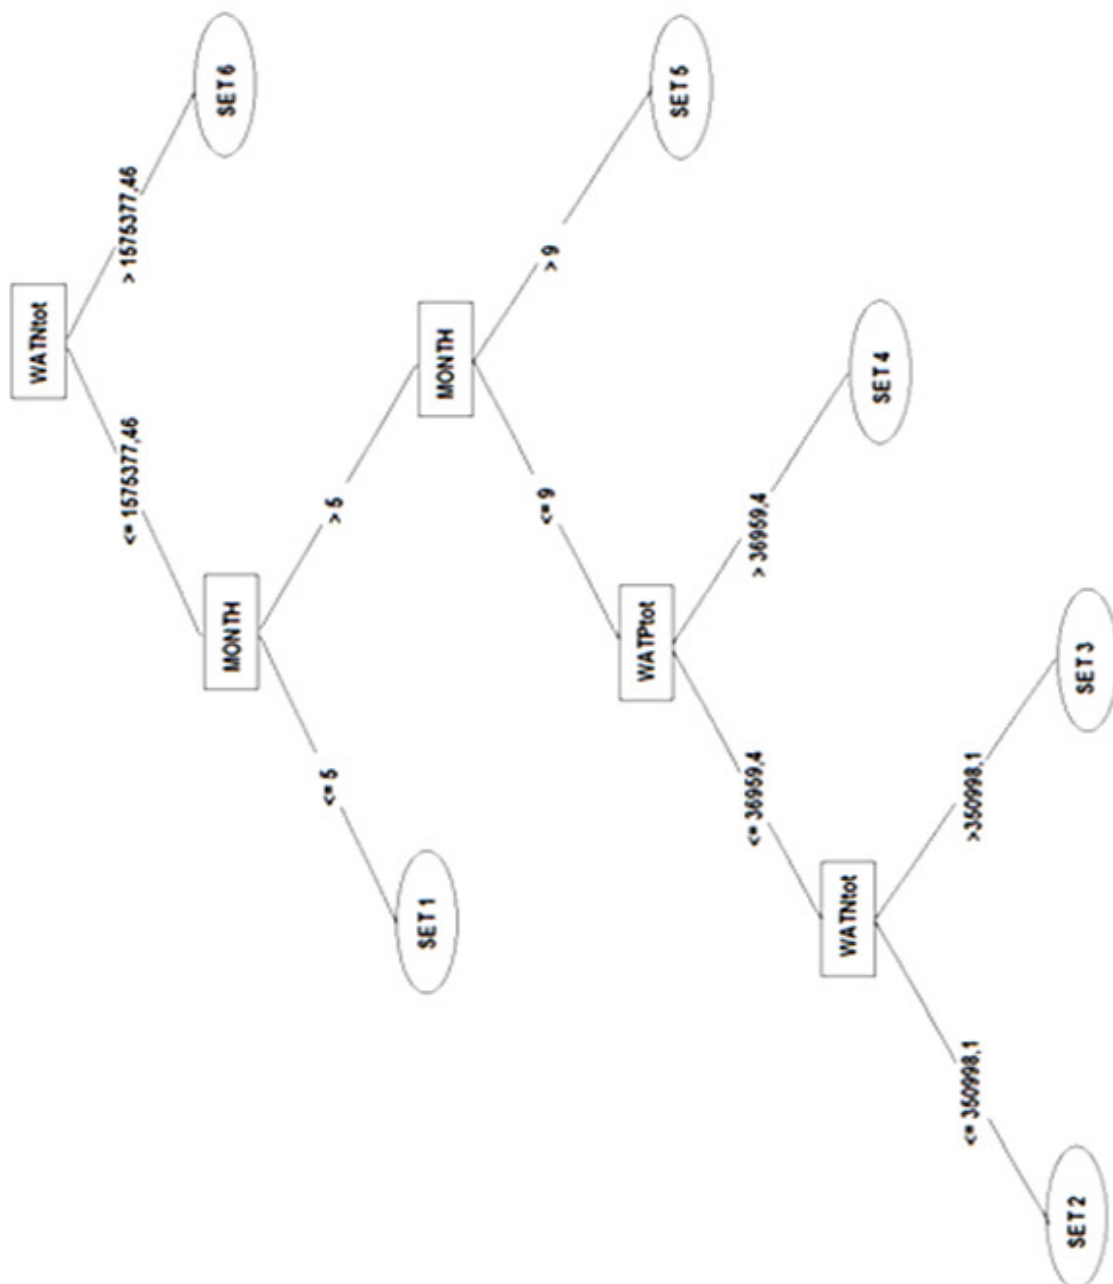 WATNtot
<= 1575377,46
> 1575377,46
MONTH
SET 6
<= 5
> 5
SET 1
MONTH
<= 9
> 9
WATPtot
SET 5
<= 36959,4
> 36959,4
WATNtot
SET 4
<= 350998,1
>350998,1
SET 2
SET 3